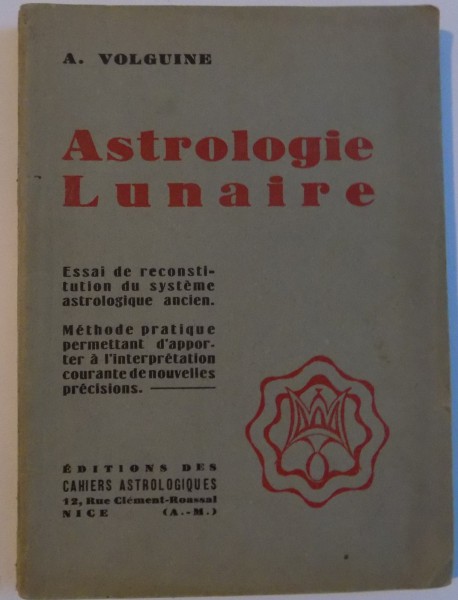 A. VOLGUINE
Astrologie
Lunaire
Essai de reconsti-
tution du système
astrologique ancien.
Méthode pratique
permettant d'appor-
ter à l'interprétation
courante de nouvelles
précisions.
ÉDITIONS DES
CAHIERS ASTROLOGIQUES
12, Rue Clément-Roassal
NICE (A.-M.)